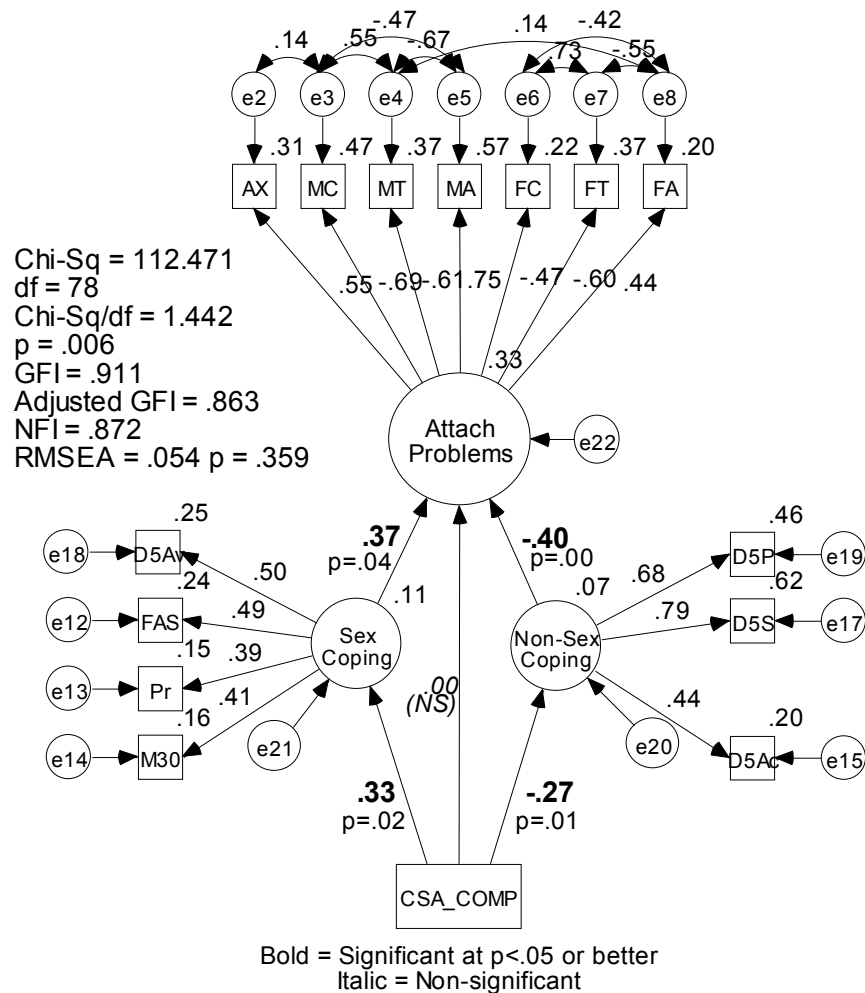 -.47
.14
-.42
.14
.55
-.67
.73
-.55
e2
e3
e4
e5
e6
e7
e8
.31
.47
.37
.57
.22
.37
.20
AX
MC
MT
MA
FC
FT
FA
Chi-Sq = 112.471
df = 78
Chi-Sq/df = 1.442
p = .006
GFI = .911
Adjusted GFI = .863
NFI = .872
RMSEA = .054 p = .359
.55
-.69
-.61
.75
-.47
-.60
.44
.33
Attach
Problems
e22
.25
e18
D5Av
.50
.24
e12
FAS
.49
.15
e13
Pr
.39
.16
e14
M30
.41
.37
p=.04
.11
Sex
Coping
e21
-.40
p=.00
.07
Non-Sex
Coping
e20
.46
D5P
e19
.68
.62
D5S
e17
.79
.44
.20
D5Ac
e15
.00
(NS)
.33
p=.02
-.27
p=.01
CSA_COMP
Bold = Significant at p<.05 or better
Italic = Non-significant